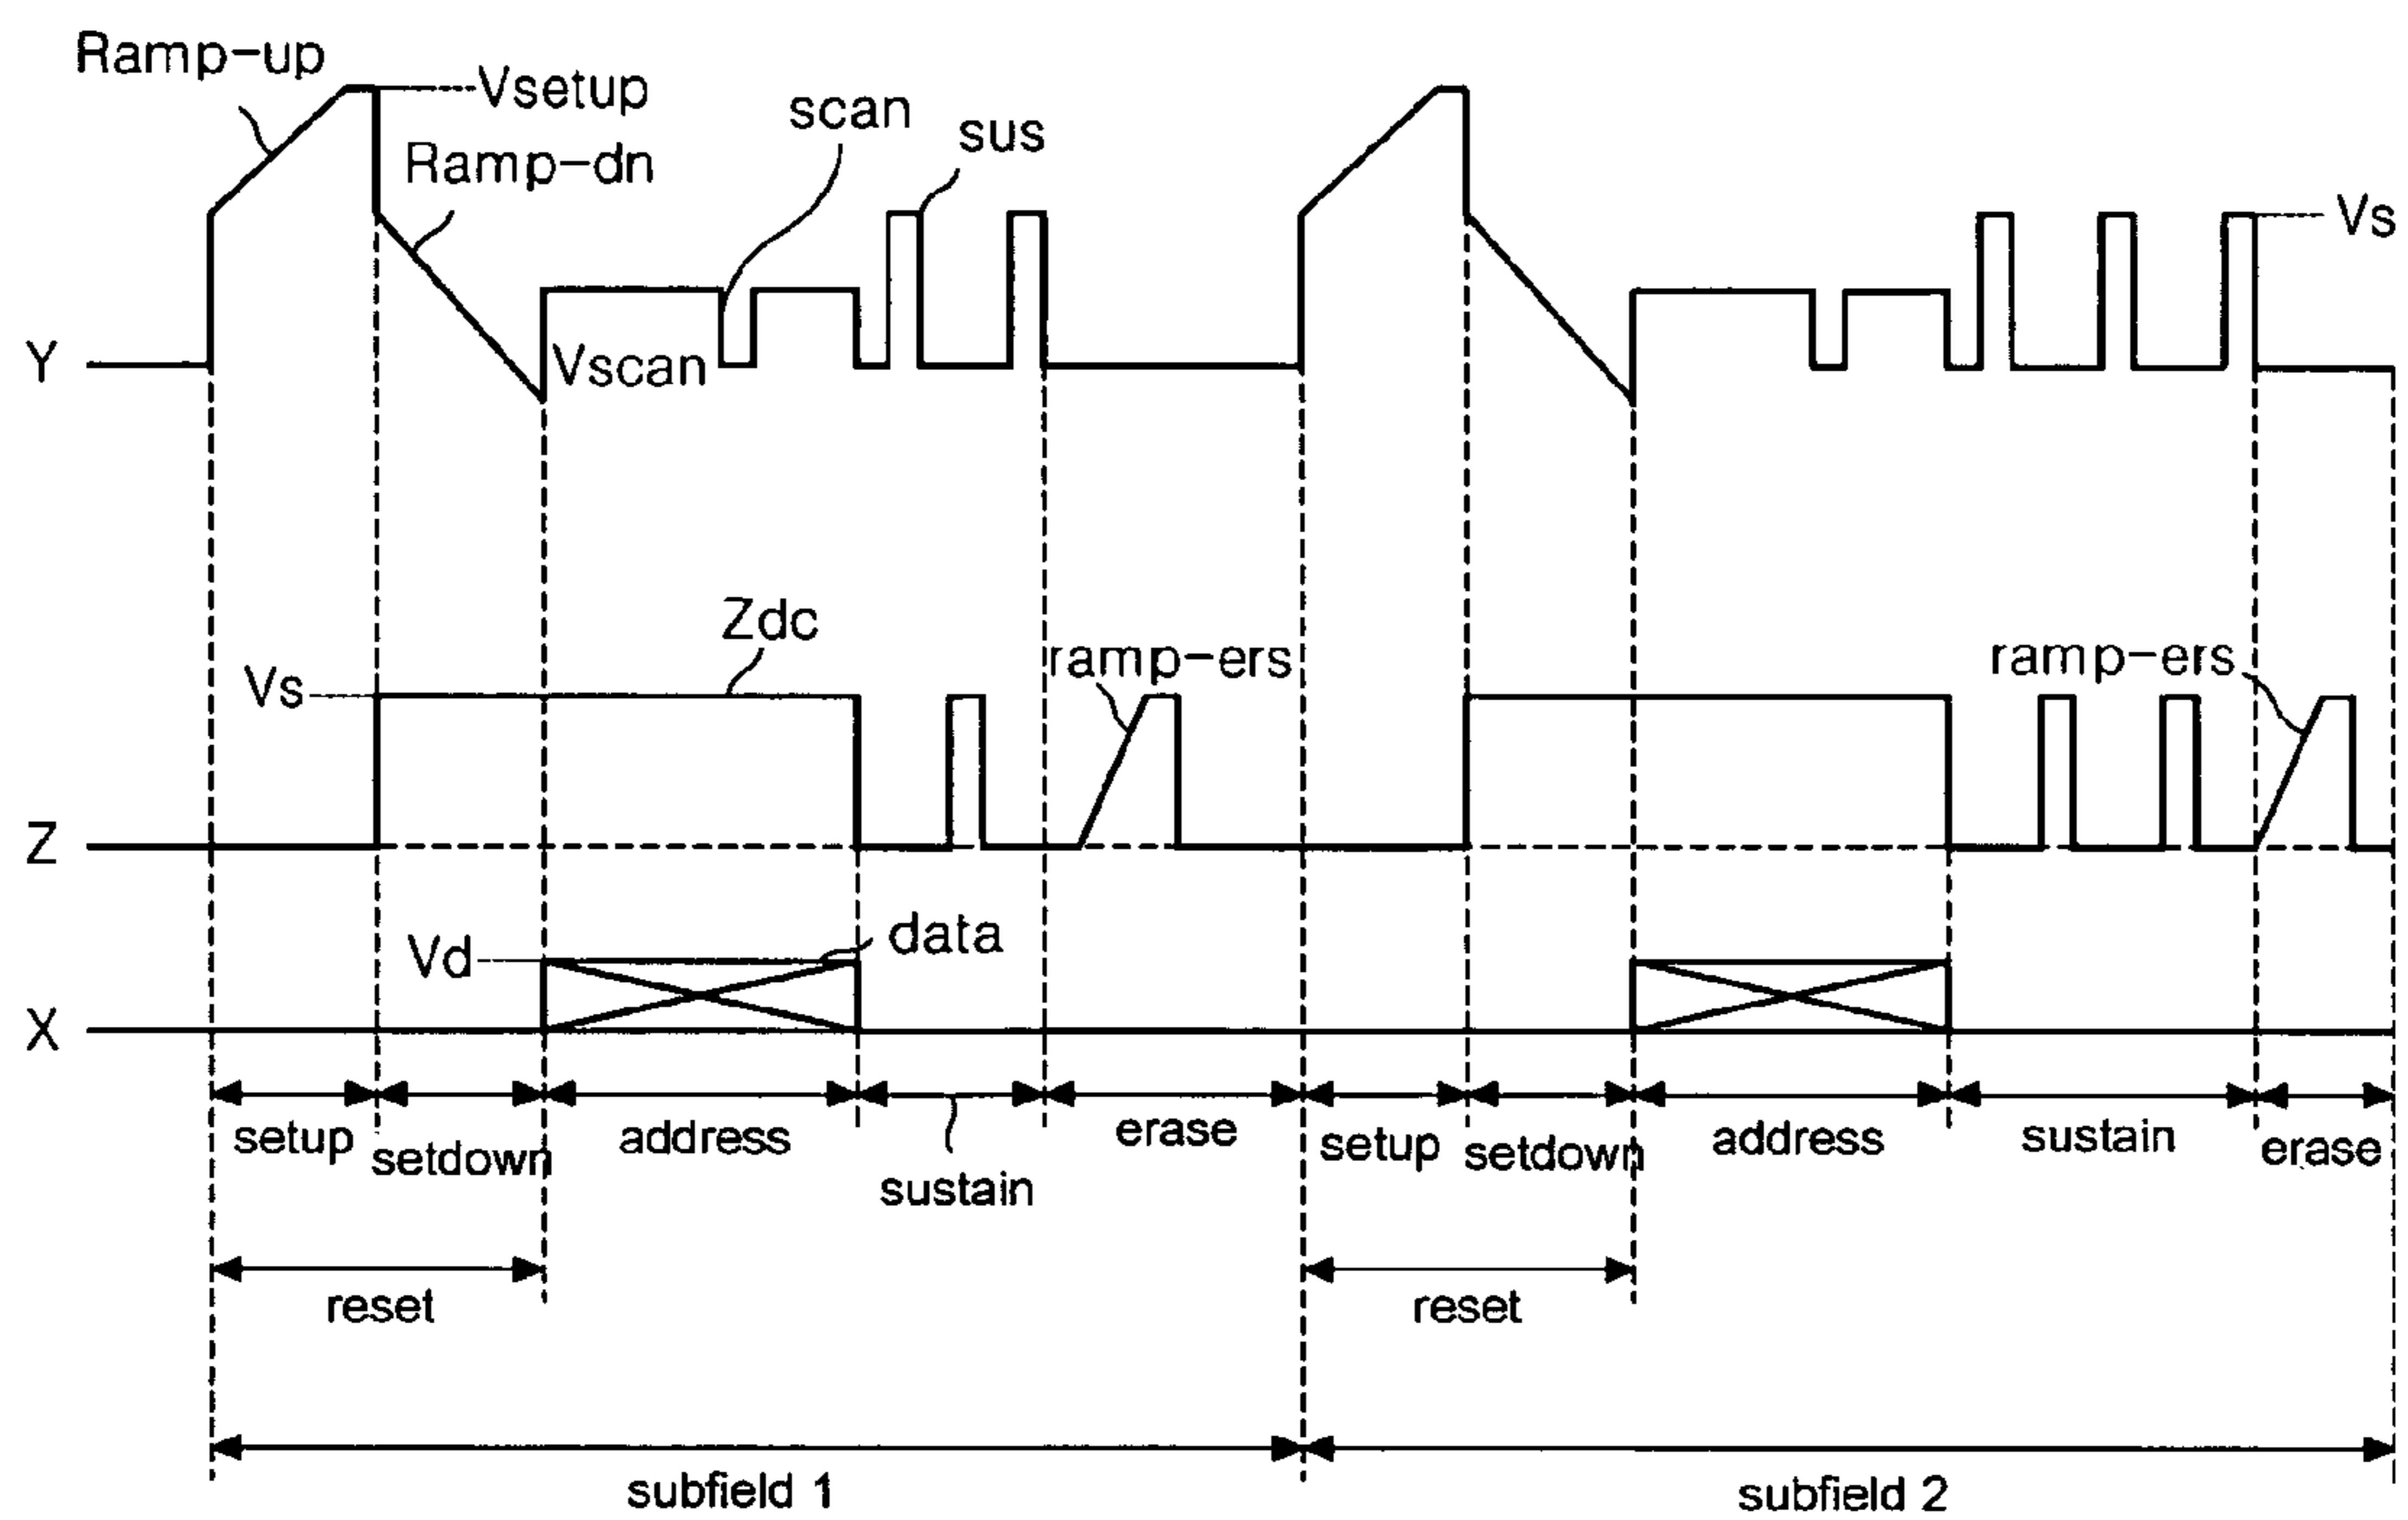 Ramp-up
Vsetup
scan
sus
Ramp-dn
Vs
Y
Vscan
Zdc
ramp-ers
ramp-ers
Vs
Z
data
Vd
X
setup
setdown
address
sustain
erase
setup
setdown
address
sustain
erase
reset
reset
subfield 1
subfield 2